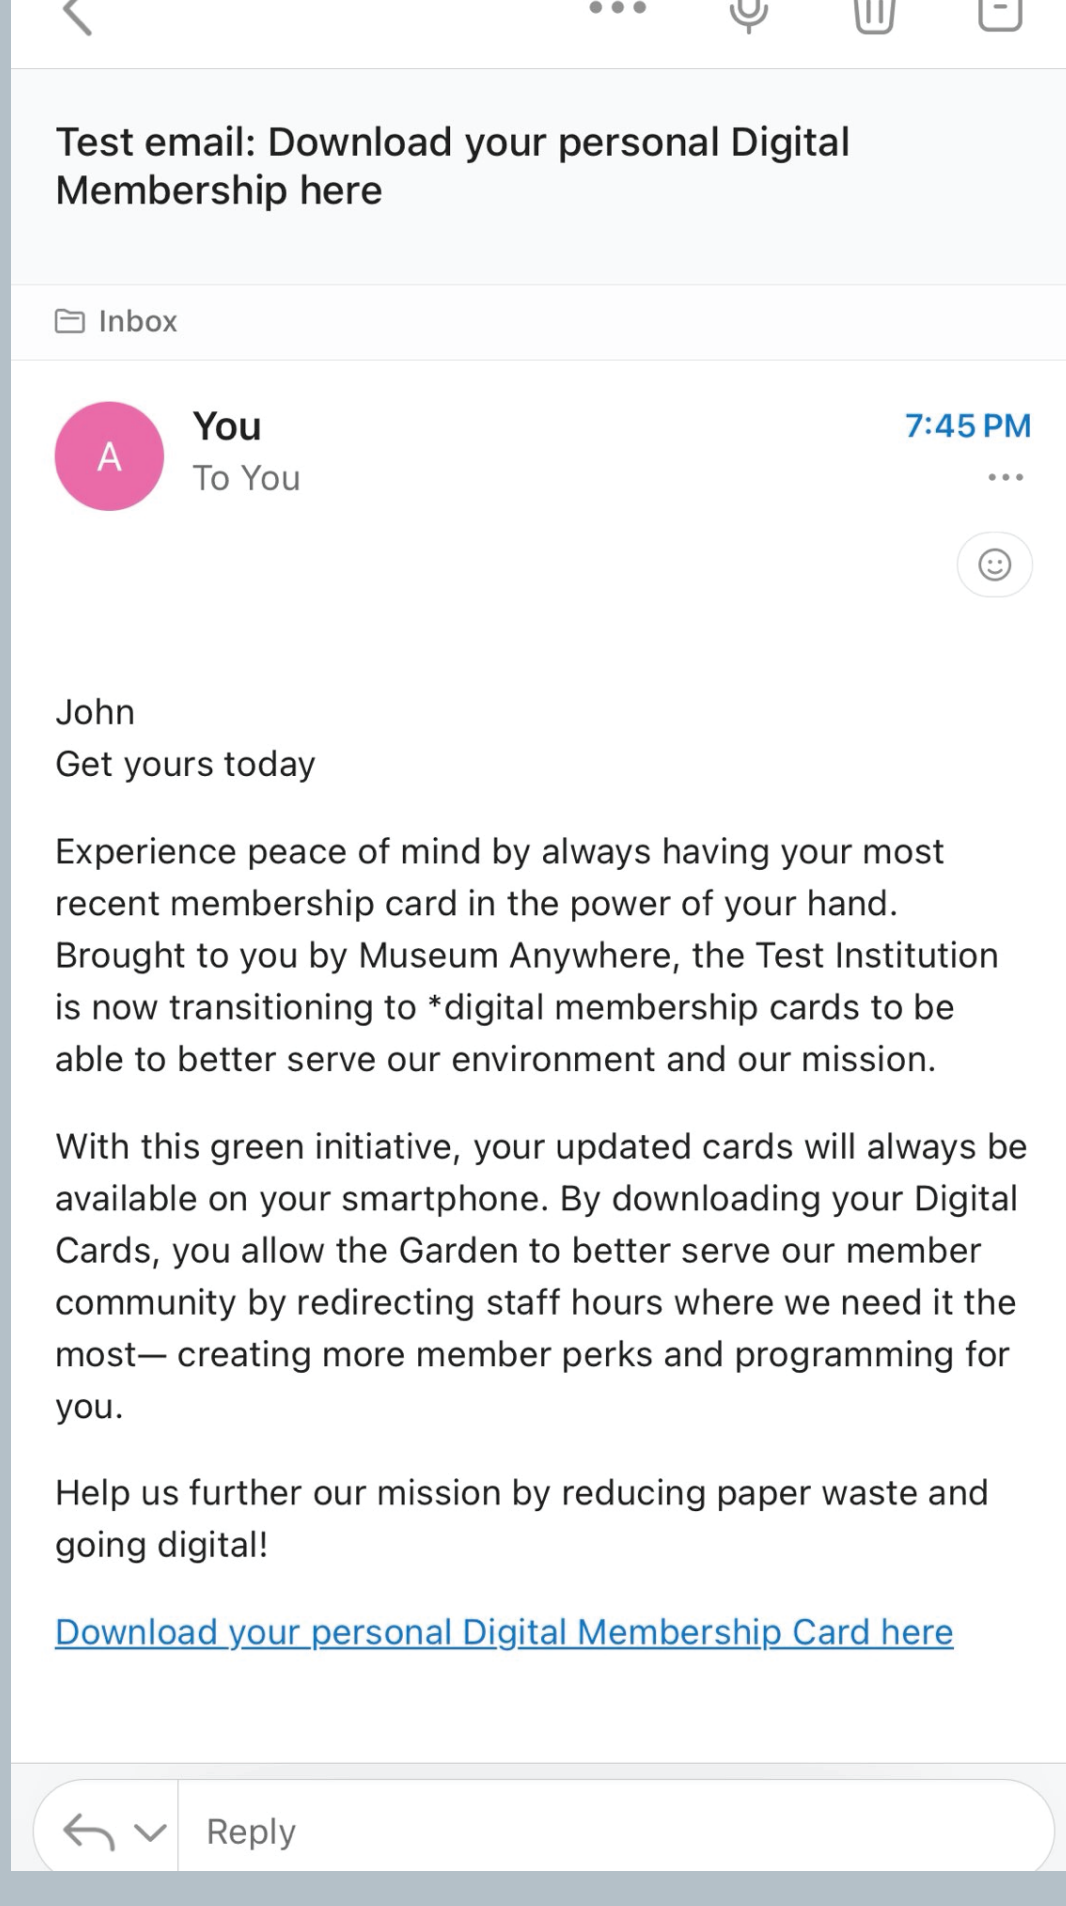 Test email: Download your personal Digital
Membership here
Inbox
A
You
7:45 PM
To You
John
Get yours today
Experience peace of mind by always having your most
recent membership card in the power of your hand.
Brought to you by Museum Anywhere, the Test Institution
is now transitioning to *digital membership cards to be
able to better serve our environment and our mission.
With this green initiative, your updated cards will always be
available on your smartphone. By downloading your Digital
Cards, you allow the Garden to better serve our member
community by redirecting staff hours where we need it the
most— creating more member perks and programming for
you.
Help us further our mission by reducing paper waste and
going digital!
Download your personal Digital Membership Card here
Reply